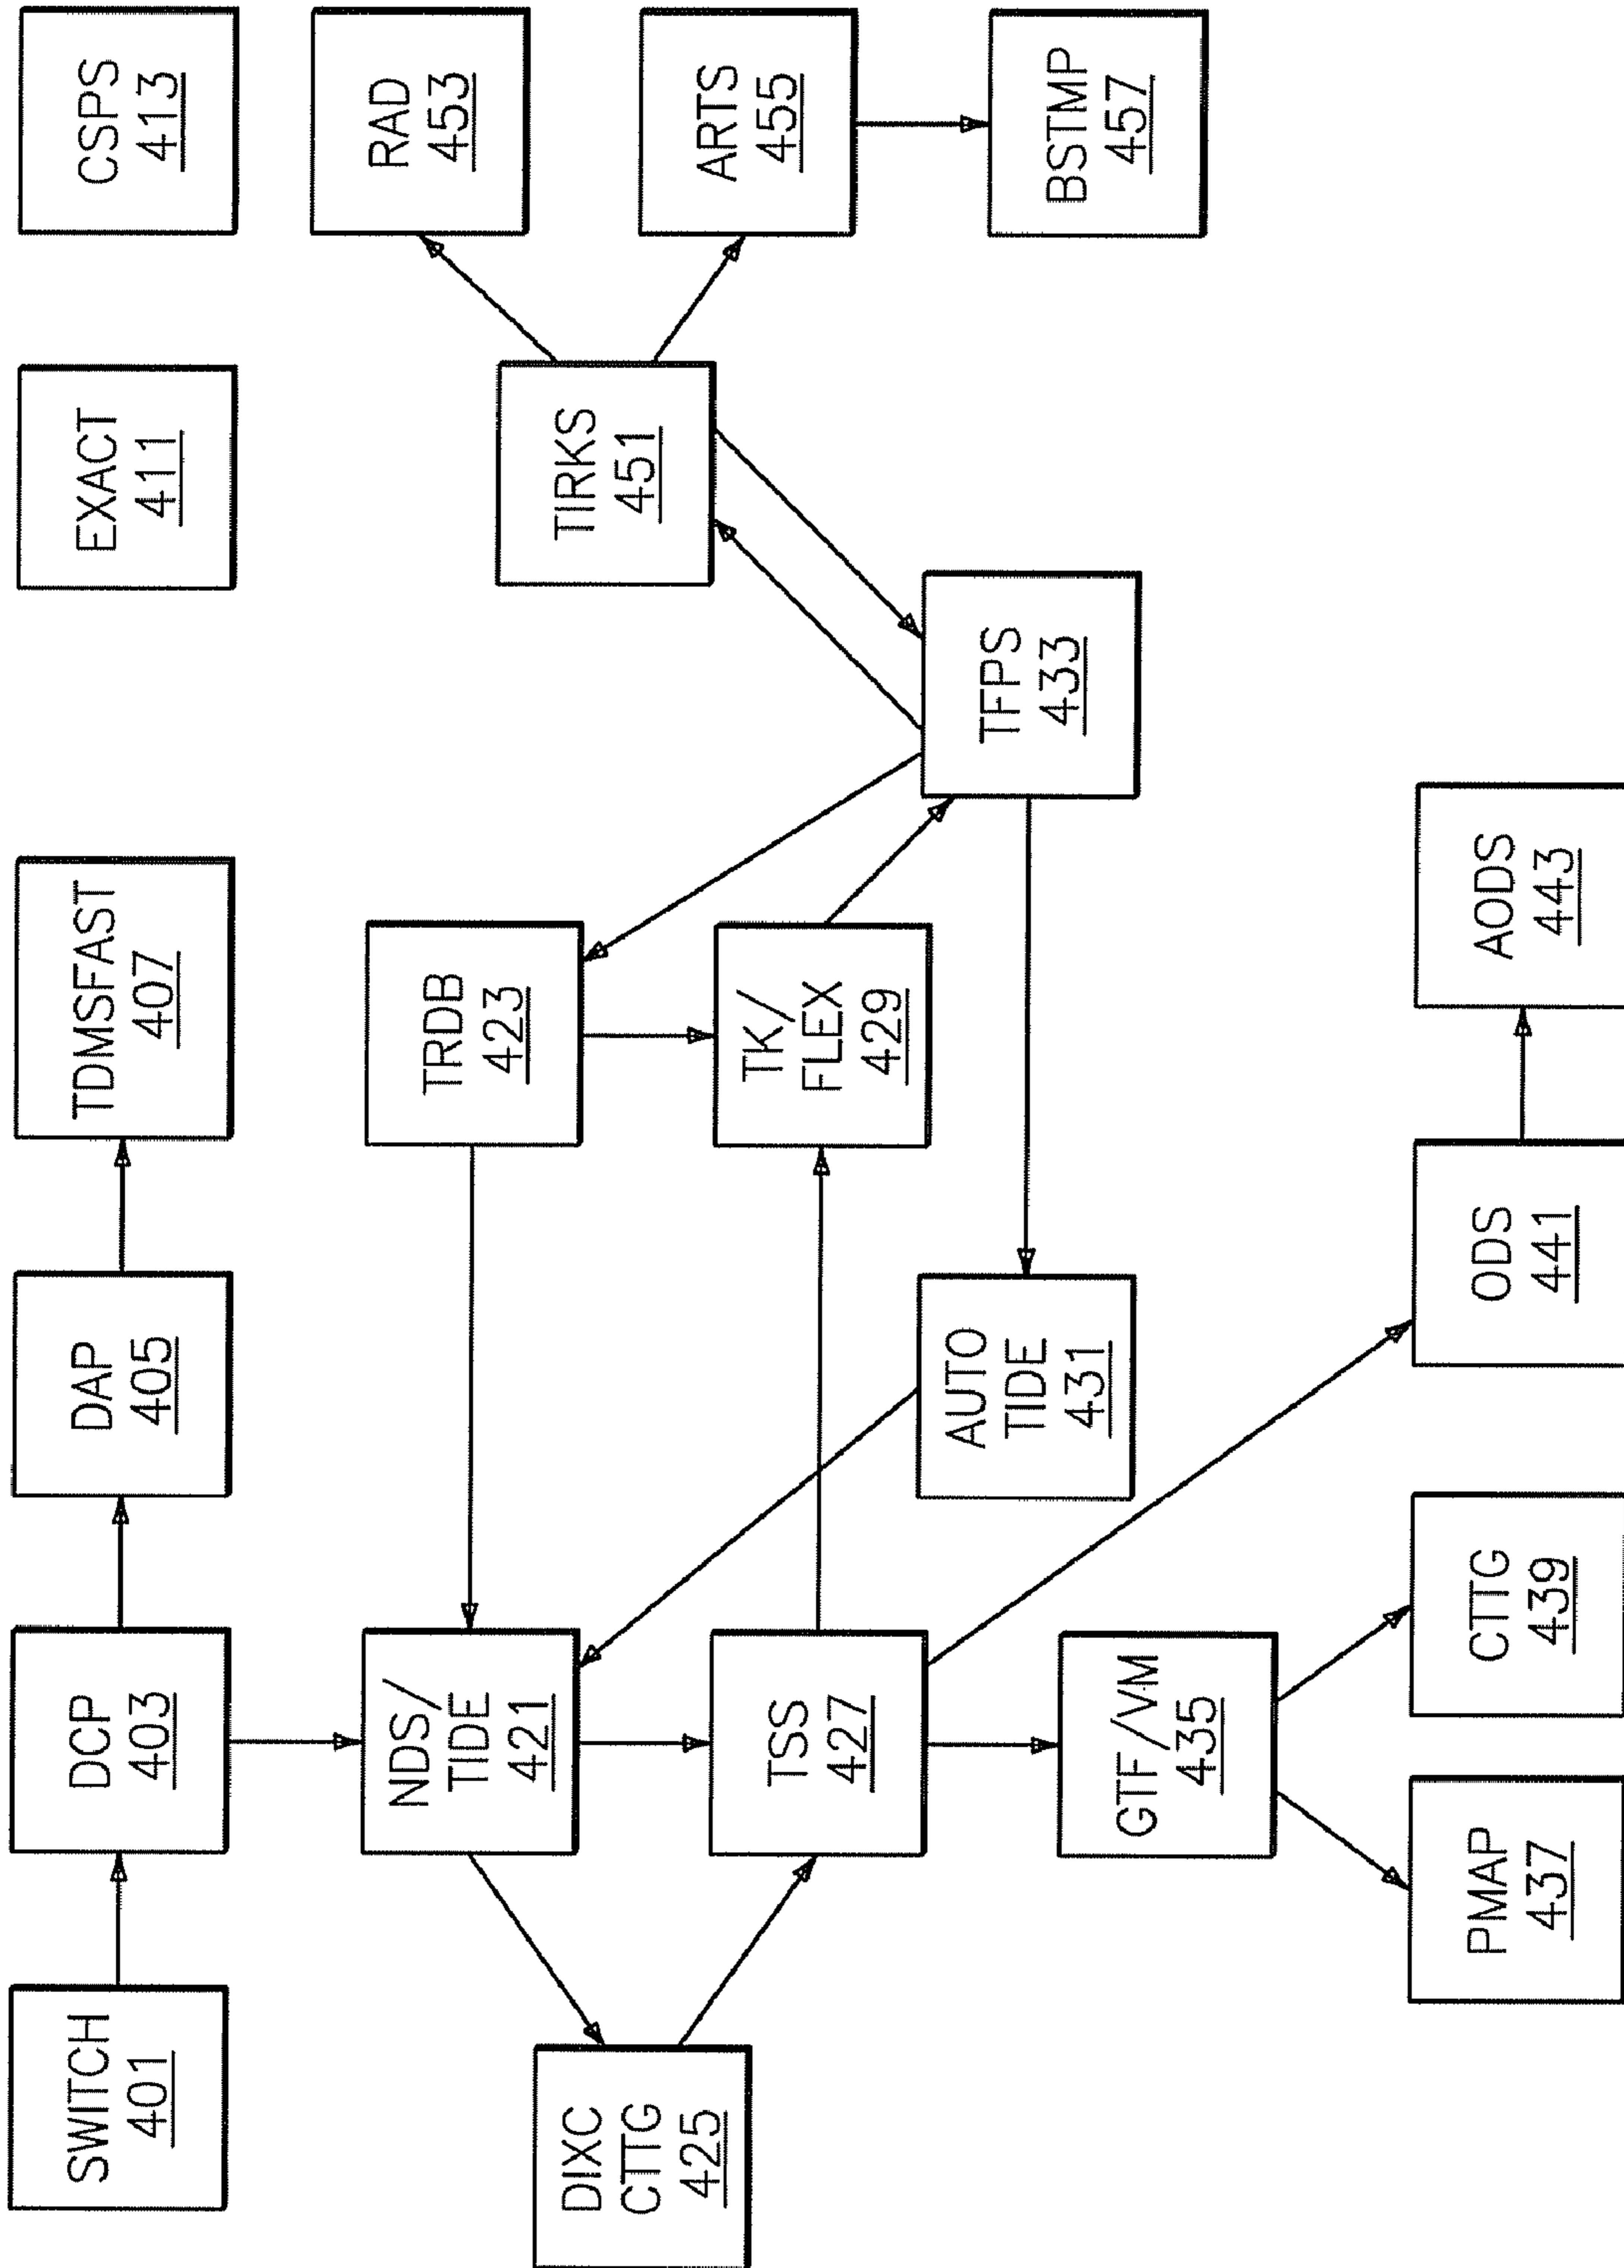 SWITCH
401
DCP
403
DAP
405
TDMSFAST
407
EXACT
411
CSPS
413
NDS/
TIDE
421
TRDB
423
TIRKS
451
RAD
453
DIXC
CTTG
425
TSS
427
TK/
FLEX
429
ARTS
455
AUTO
TIDE
431
TFPS
433
BSTMP
457
GTF/VM
435
PMAP
437
CTTG
439
ODS
441
AODS
443